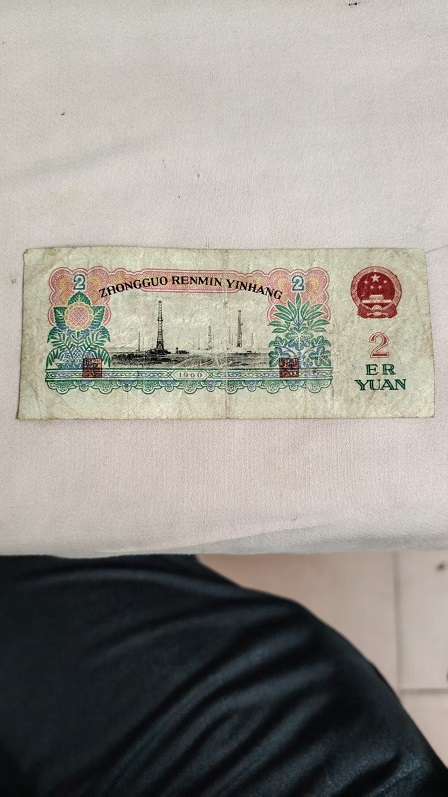 2 2
ZHONGGUO RENMIN YINHANG
1960
2
ER
YUAN